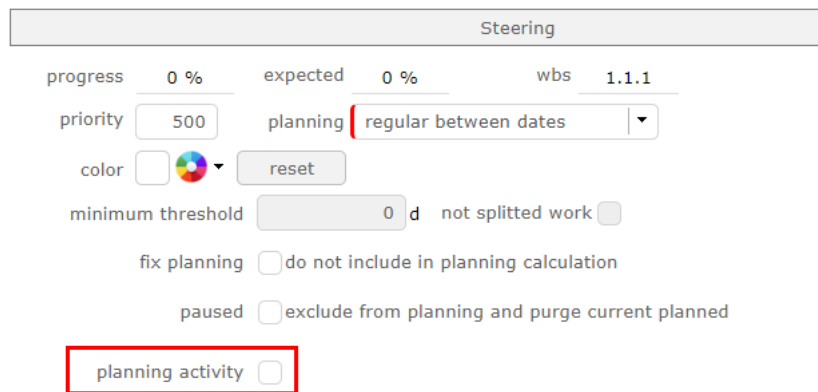 Steering
progress 0 % expected 0 % wbs 1.1.1
priority 500 planning regular between dates
color reset
minimum threshold 0 d not splitted work
fix planning do not include in planning calculation
paused exclude from planning and purge current planned
planning activity